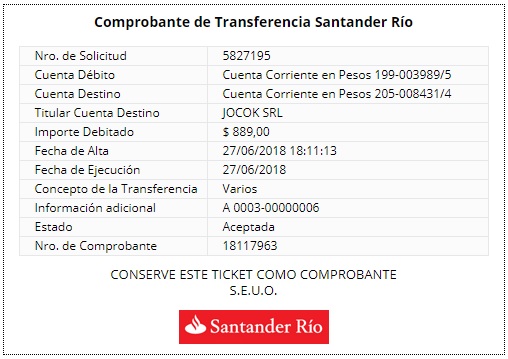 Comprobante de Transferencia Santander Río
Nro. de Solicitud 5827195
Cuenta Débito Cuenta Corriente en Pesos 199-003989/5
Cuenta Destino Cuenta Corriente en Pesos 205-008431/4
Titular Cuenta Destino JOCOK SRL
Importe Debitado $ 889,00
Fecha de Alta 27/06/2018 18:11:13
Fecha de Ejecución 27/06/2018
Concepto de la Transferencia Varios
Información adicional A 0003-00000006
Estado Aceptada
Nro. de Comprobante 18117963
CONSERVE ESTE TICKET COMO COMPROBANTE
S.E.U.O.
Santander Río